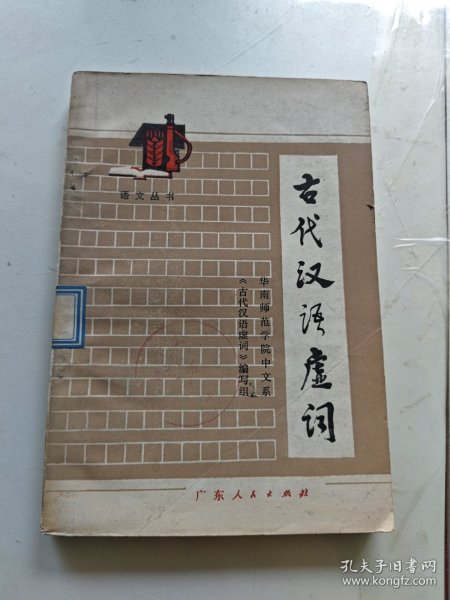 语文丛书
古代汉语虚词
华南师范学院中文系
《古代汉语虚词》编写组
广东人民出版社
孔夫子旧书网
www.kongfz.com